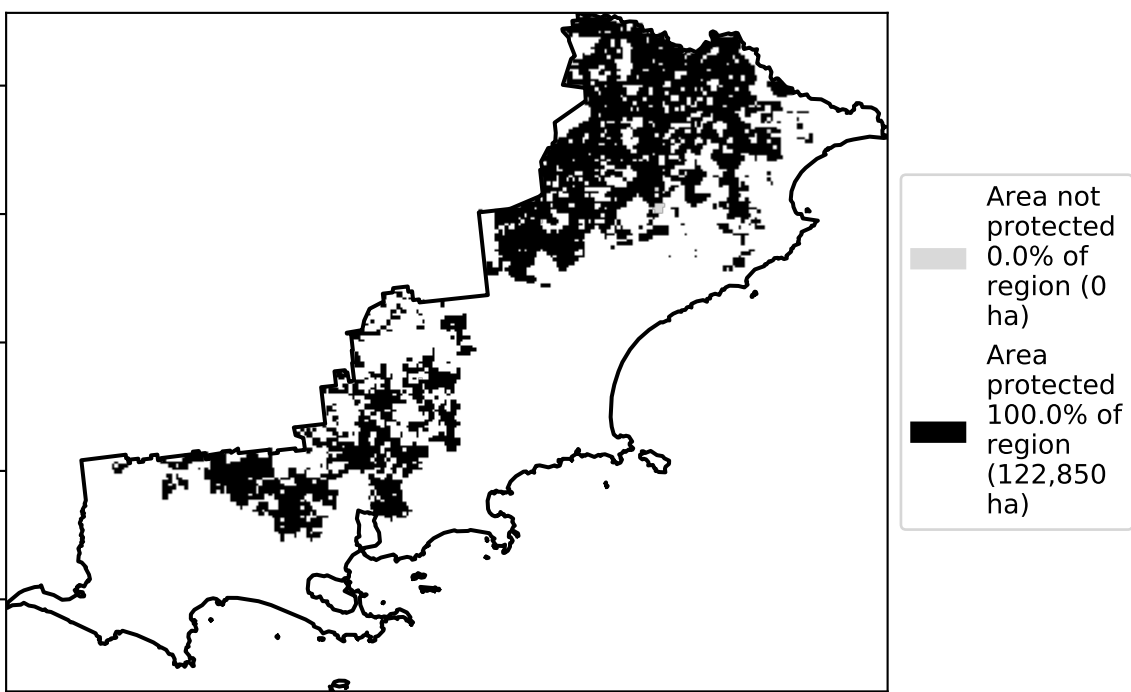 Area not
protected
0.0% of
region (0
ha)
Area
protected
100.0% of
region
(122,850
ha)